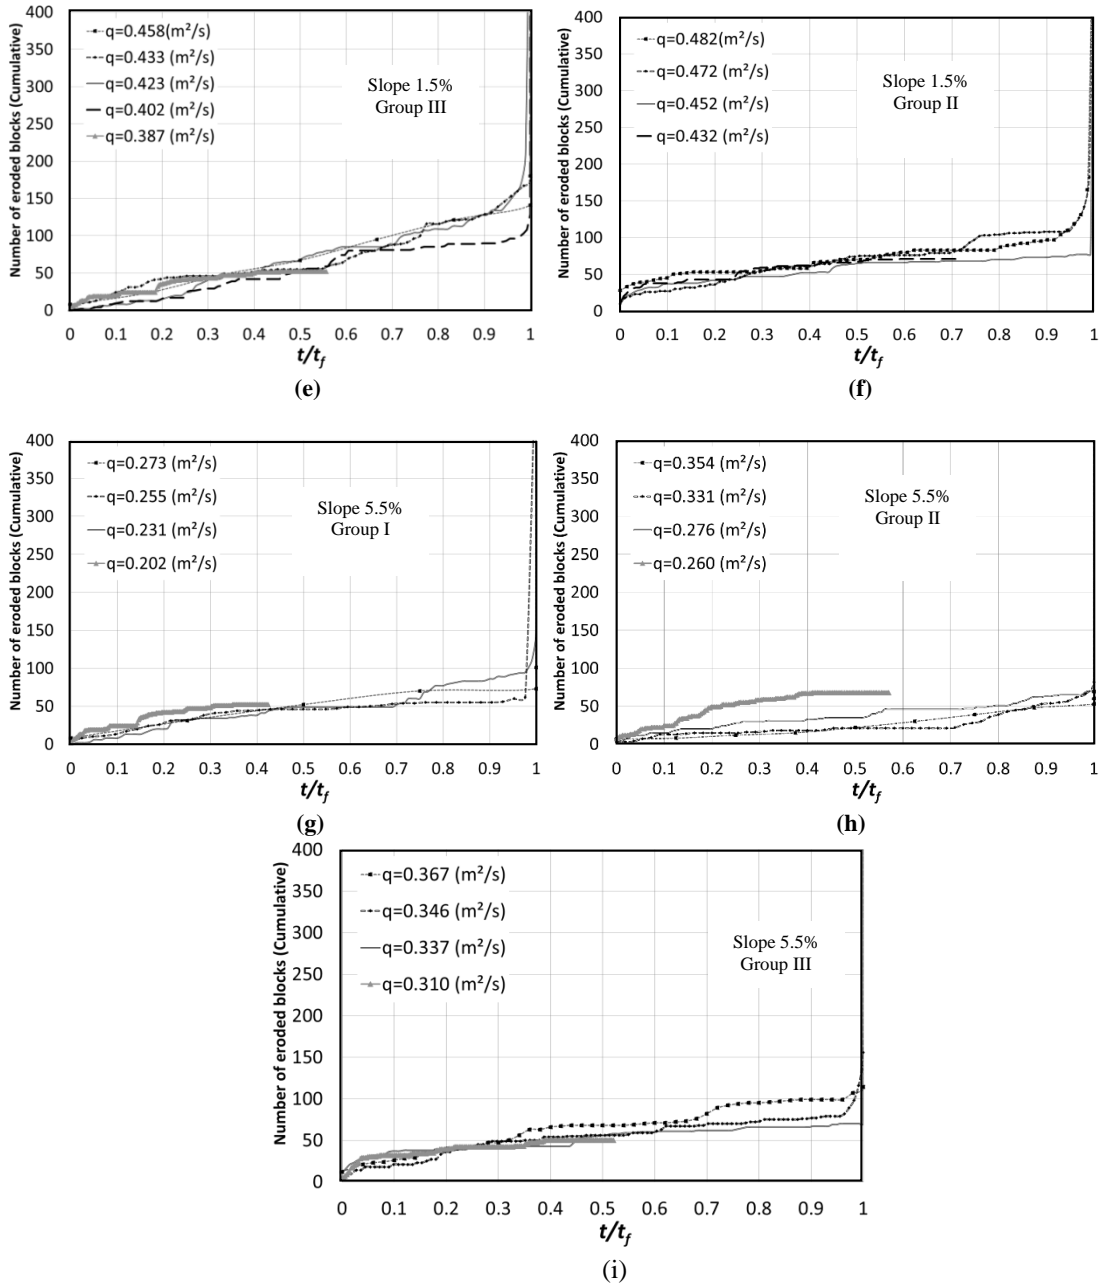 Number of eroded blocks (Cumulative)
400
350
300
250
200
150
100
50
0
q=0.458(m²/s)
q=0.433 (m²/s)
q=0.423 (m²/s)
q=0.402 (m²/s)
q=0.387 (m²/s)
Slope 1.5%
Group III
0 0.1 0.2 0.3 0.4 0.5 0.6 0.7 0.8 0.9 1
t/tf
(e)
Number of eroded blocks (Cumulative)
400
350
300
250
200
150
100
50
0
q=0.482(m²/s)
q=0.472 (m²/s)
q=0.452 (m²/s)
q=0.432 (m²/s)
Slope 1.5%
Group II
0 0.1 0.2 0.3 0.4 0.5 0.6 0.7 0.8 0.9 1
t/tf
(f)
Number of eroded blocks (Cumulative)
400
350
300
250
200
150
100
50
0
q=0.273 (m²/s)
q=0.255 (m²/s)
q=0.231 (m²/s)
q=0.202 (m²/s)
Slope 5.5%
Group I
0 0.1 0.2 0.3 0.4 0.5 0.6 0.7 0.8 0.9 1
t/tf
(g)
Number of eroded blocks (Cumulative)
400
350
300
250
200
150
100
50
0
q=0.354 (m²/s)
q=0.331 (m²/s)
q=0.276 (m²/s)
q=0.260 (m²/s)
Slope 5.5%
Group II
0 0.1 0.2 0.3 0.4 0.5 0.6 0.7 0.8 0.9 1
t/tf
(h)
Number of eroded blocks (Cumulative)
400
350
300
250
200
150
100
50
0
q=0.367 (m²/s)
q=0.346 (m²/s)
q=0.337 (m²/s)
q=0.310 (m²/s)
Slope 5.5%
Group III
0 0.1 0.2 0.3 0.4 0.5 0.6 0.7 0.8 0.9 1
t/tf
(i)